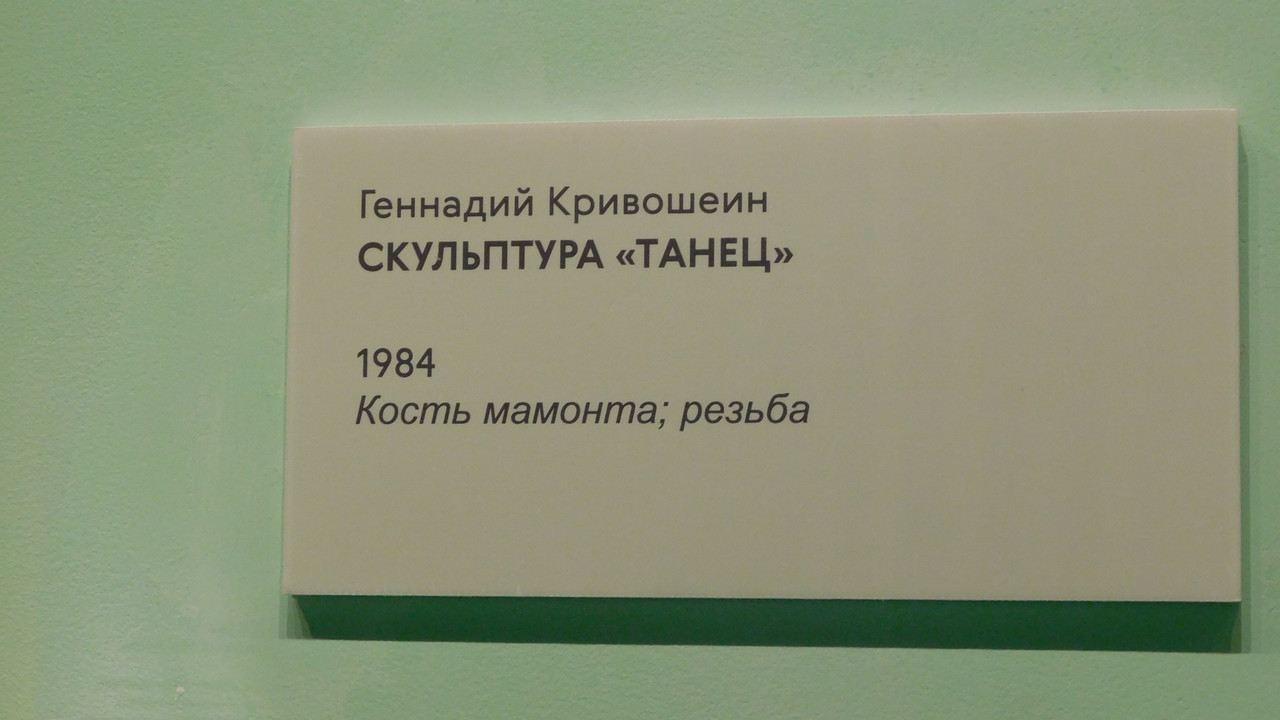 Геннадий Кривошеин
СКУЛЬПТУРА «ТАНЕЦ»
1984
Кость мамонта; резьба